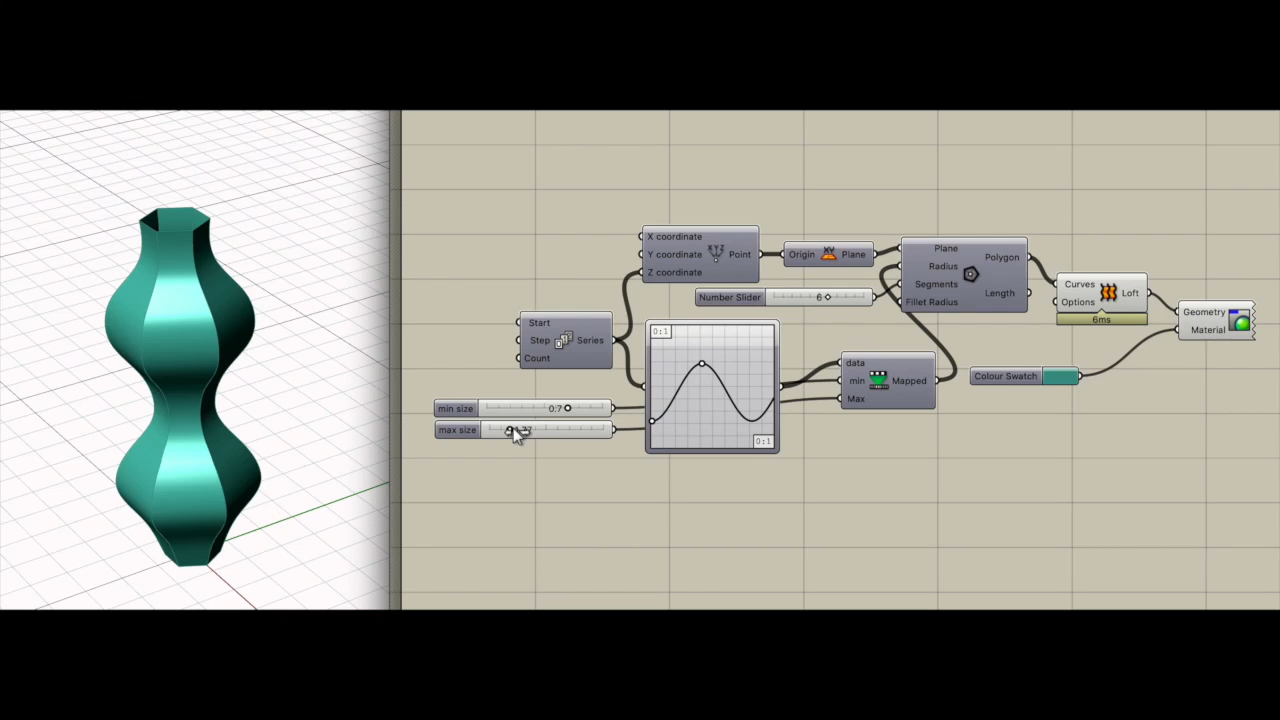 X coordinate
Y coordinate
Z coordinate
XYZ
Point
Origin
XY
Plane
Plane
Radius
Segments
Fillet Radius
Polygon
Length
Number Slider
6
Curves
Options
Loft
6ms
Geometry
Material
Start
Step
Count
Series
0:1
0:1
data
min
Max
Mapped
Colour Swatch
min size
0.7
max size